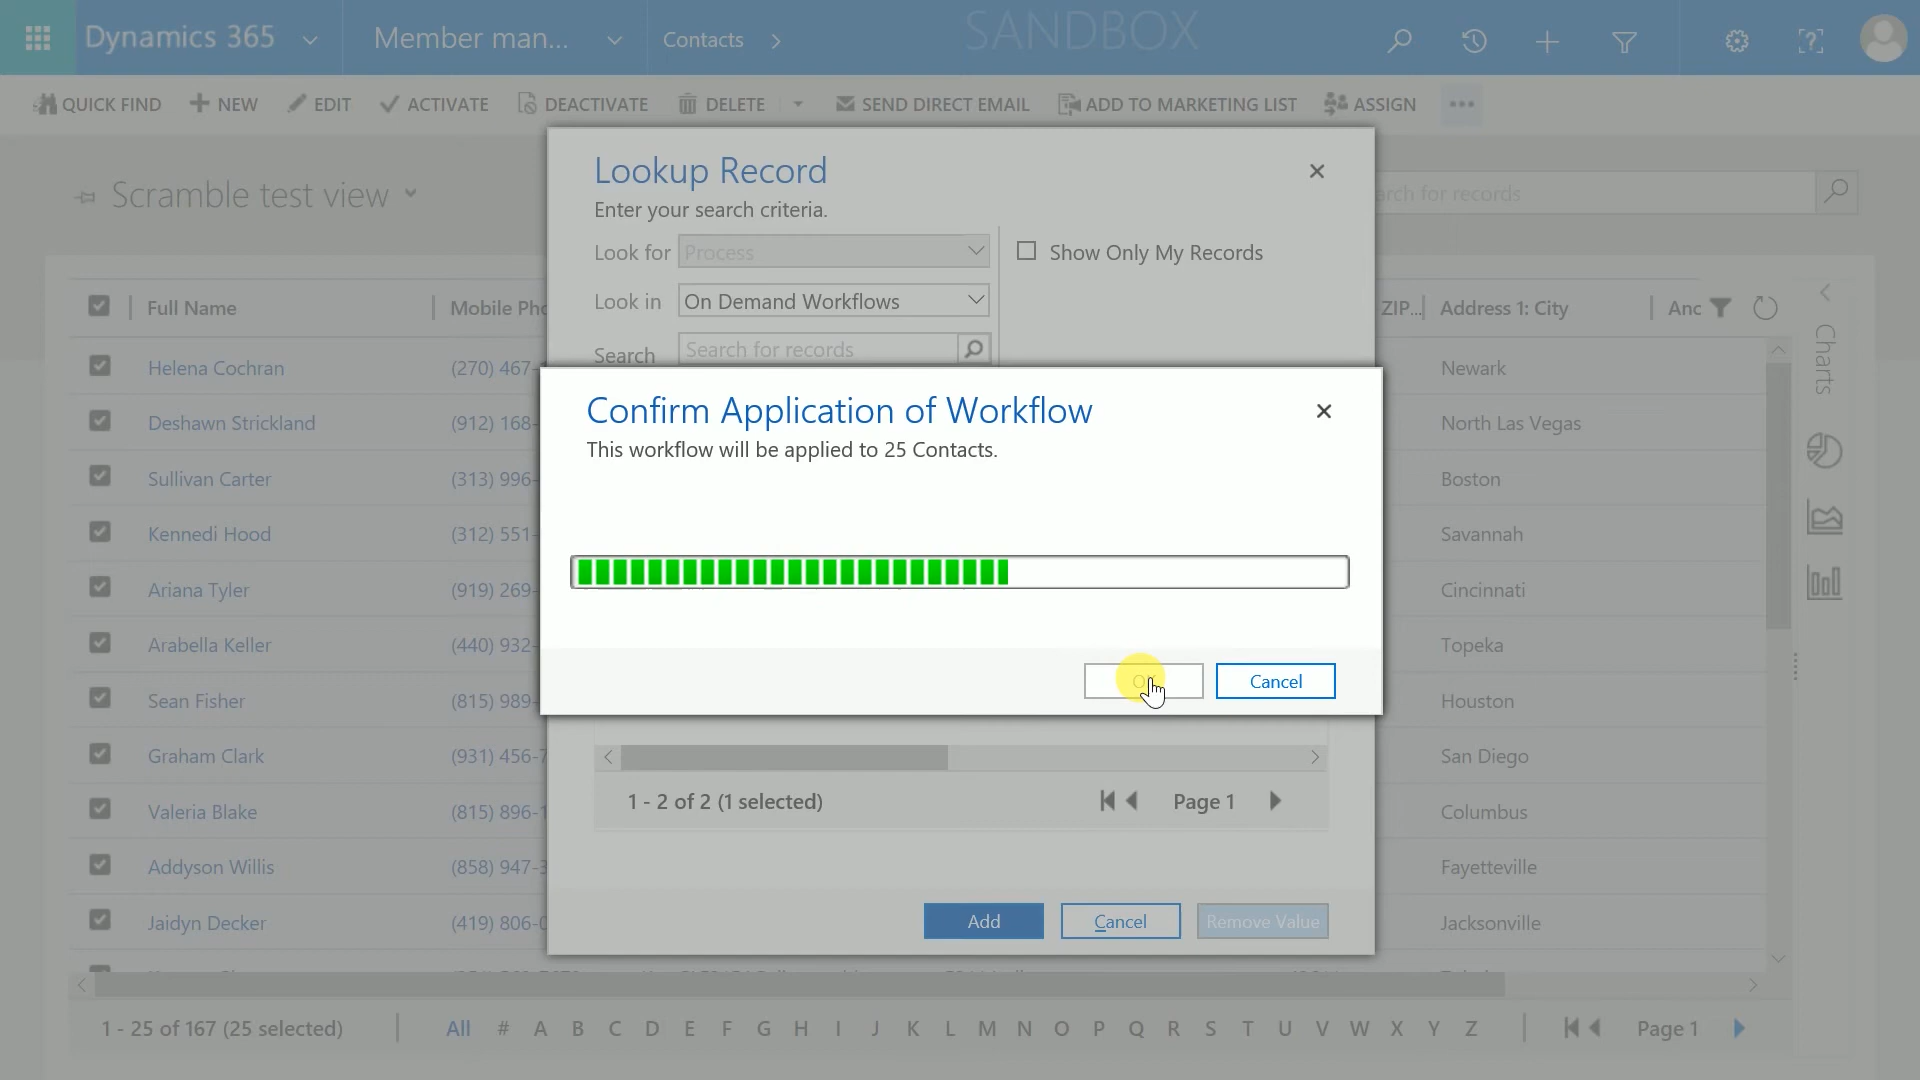 Dynamics 365
Member man...
Contacts
SANDBOX
QUICK FIND
NEW
EDIT
ACTIVATE
DEACTIVATE
DELETE
SEND DIRECT EMAIL
ADD TO MARKETING LIST
ASSIGN
Scramble test view
arch for records
Lookup Record
Enter your search criteria.
Look for Process
Show Only My Records
Look in On Demand Workflows
Search Search for records
Full Name
Mobile Pho
ZIP...
Address 1: City
Anc
Charts
Helena Cochran (270) 467- Newark
Deshawn Strickland (912) 168- North Las Vegas
Sullivan Carter (313) 996- Boston
Kennedi Hood (312) 551- Savannah
Ariana Tyler (919) 269- Cincinnati
Arabella Keller (440) 932- Topeka
Sean Fisher (815) 989- Houston
Graham Clark (931) 456-7 San Diego
Valeria Blake (815) 896-1 Columbus
Addyson Willis (858) 947-3 Fayetteville
Jaidyn Decker (419) 806-0 Jacksonville
Confirm Application of Workflow
This workflow will be applied to 25 Contacts.
Cancel
1 - 2 of 2 (1 selected)
Page 1
Add
Cancel
Remove Value
1 - 25 of 167 (25 selected)
All # A B C D E F G H I J K L M N O P Q R S T U V W X Y Z
Page 1